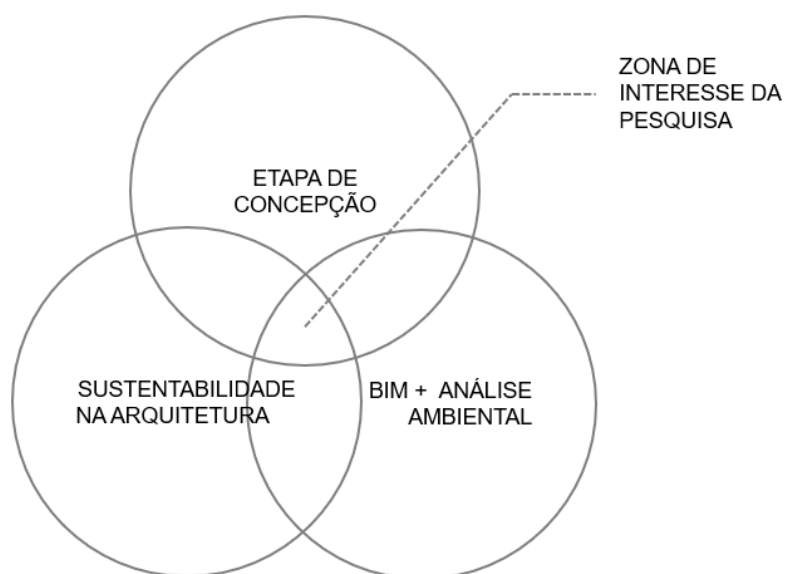 ZONA DE
INTERESSE DA
PESQUISA
ETAPA DE
CONCEPÇÃO
SUSTENTABILIDADE
NA ARQUITETURA
BIM + ANÁLISE
AMBIENTAL